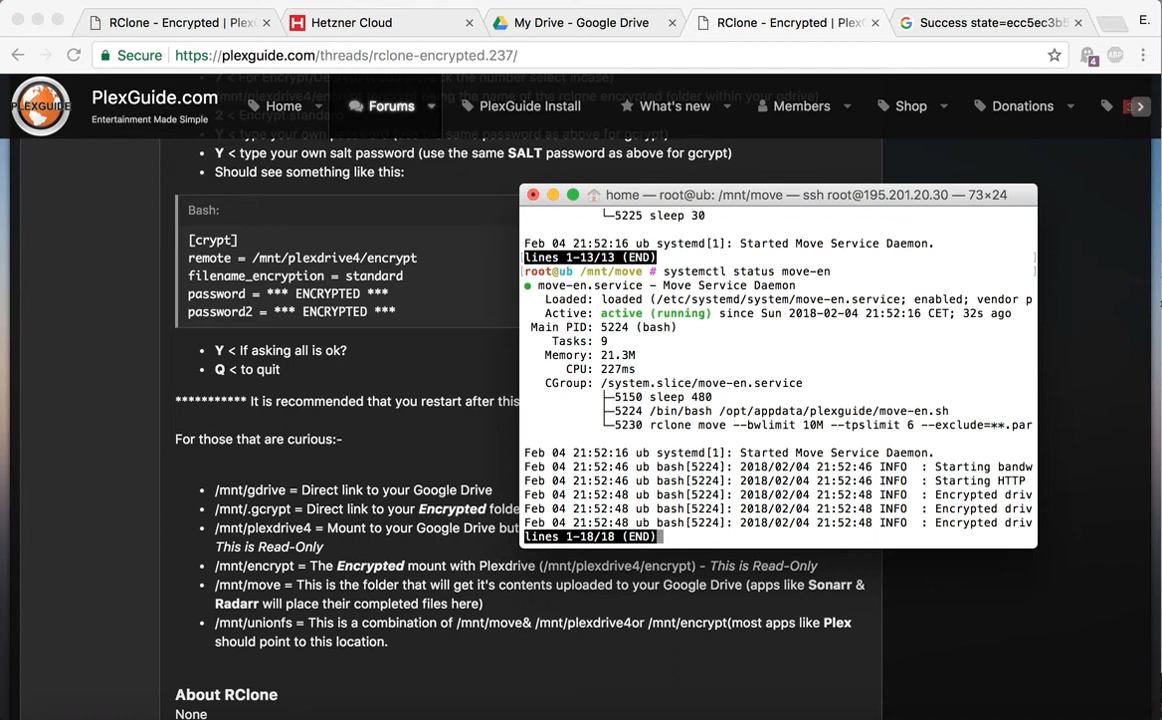 RClone - Encrypted | PlexG
Hetzner Cloud
My Drive - Google Drive
RClone - Encrypted | PlexG
Success state=ecc5ec3b5
E.
Secure
https://plexguide.com/threads/rclone-encrypted.237/
4
ABP
PLEXGUIDE
PlexGuide.com
Entertainment Made Simple
Home
Forums
PlexGuide Install
What's new
Members
Shop
Donations
Y < type your own salt password (use the same SALT password as above for gcrypt)
Should see something like this:
Bash:
[crypt]
remote = /mnt/plexdrive4/encrypt
filename_encryption = standard
password = *** ENCRYPTED ***
password2 = *** ENCRYPTED ***
Y < If asking all is ok?
Q < to quit
*********** It is recommended that you restart after this
For those that are curious:-
/mnt/gdrive = Direct link to your Google Drive
/mnt/.gcrypt = Direct link to your Encrypted folde
/mnt/plexdrive4 = Mount to your Google Drive but
This is Read-Only
/mnt/encrypt = The Encrypted mount with Plexdrive (/mnt/plexdrive4/encrypt) - This is Read-Only
/mnt/move = This is the folder that will get it's contents uploaded to your Google Drive (apps like Sonarr &
Radarr will place their completed files here)
/mnt/unionfs = This is a combination of /mnt/move& /mnt/plexdrive4or /mnt/encrypt(most apps like Plex
should point to this location.
About RClone
None
home — root@ub: /mnt/move — ssh root@195.201.20.30 — 73×24
└─5225 sleep 30
Feb 04 21:52:16 ub systemd[1]: Started Move Service Daemon.
lines 1-13/13 (END)
[root@ub /mnt/move # systemctl status move-en ]
● move-en.service - Move Service Daemon
Loaded: loaded (/etc/systemd/system/move-en.service; enabled; vendor p
Active: active (running) since Sun 2018-02-04 21:52:16 CET; 32s ago
Main PID: 5224 (bash)
Tasks: 9
Memory: 21.3M
CPU: 227ms
CGroup: /system.slice/move-en.service
├─5150 sleep 480
├─5224 /bin/bash /opt/appdata/plexguide/move-en.sh
└─5230 rclone move --bwlimit 10M --tpslimit 6 --exclude=**.par
Feb 04 21:52:16 ub systemd[1]: Started Move Service Daemon.
Feb 04 21:52:46 ub bash[5224]: 2018/02/04 21:52:46 INFO : Starting bandw
Feb 04 21:52:46 ub bash[5224]: 2018/02/04 21:52:46 INFO : Starting HTTP
Feb 04 21:52:48 ub bash[5224]: 2018/02/04 21:52:48 INFO : Encrypted driv
Feb 04 21:52:48 ub bash[5224]: 2018/02/04 21:52:48 INFO : Encrypted driv
Feb 04 21:52:48 ub bash[5224]: 2018/02/04 21:52:48 INFO : Encrypted driv
lines 1-18/18 (END)